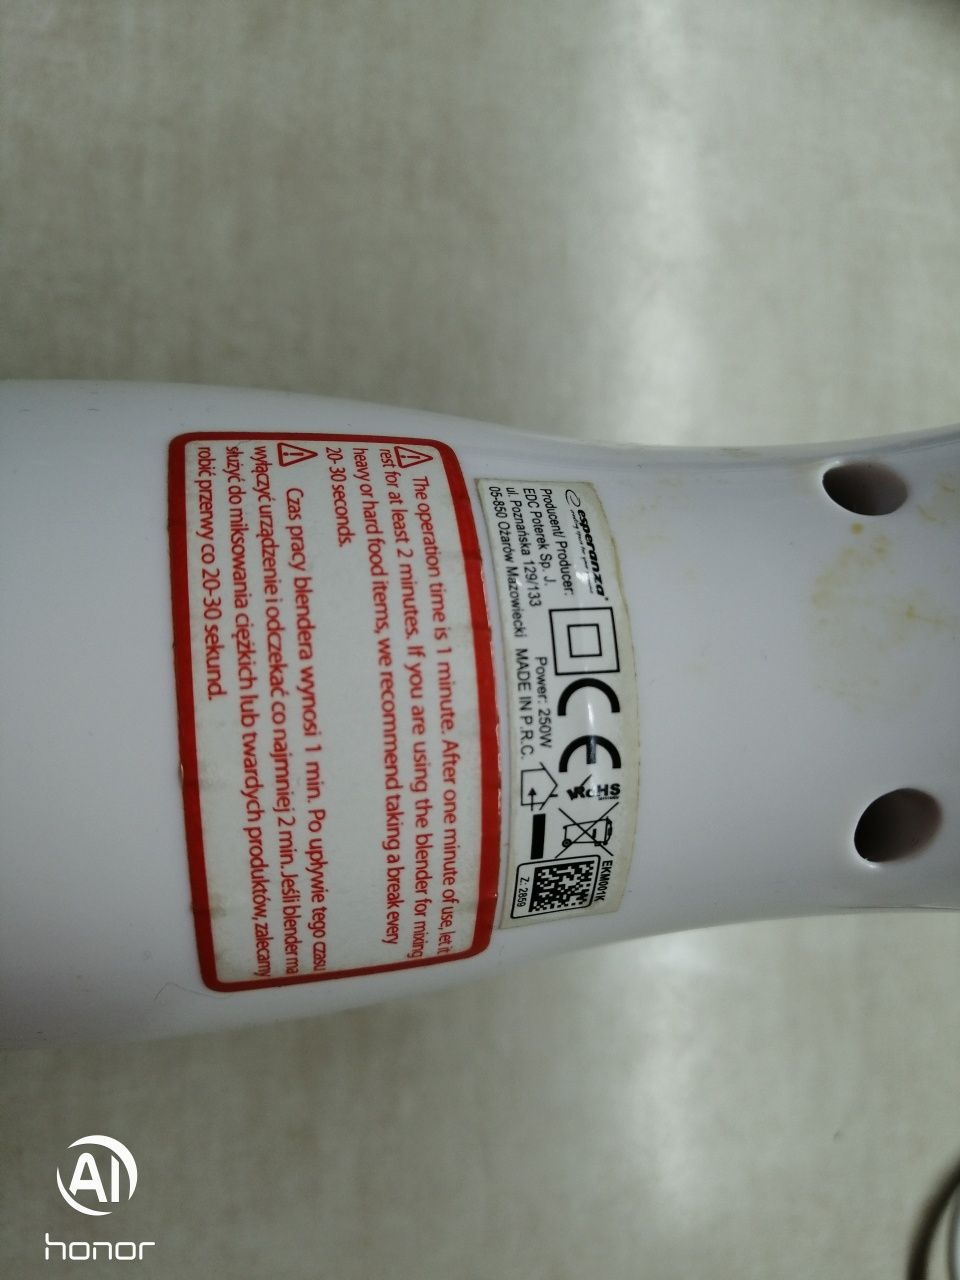 esperanza®
Producent/ Producer:
EDC Poterek Sp. J.
ul. Poznańska 129/133
05-850 Ożarów Mazowiecki
Power: 250W
MADE IN P.R.C.
CE
RoHS
EKM001K
Z: 2859
The operation time is 1 minute. After one minute of use, let it
rest for at least 2 minutes. If you are using the blender for mixing
heavy or hard food items, we recommend taking a break every
20-30 seconds.
Czas pracy blendera wynosi 1 min. Po upływie tego czasu
wyłączyć urządzenie i odczekać co najmniej 2 min. Jeśli blender ma
służyć do miksowania ciężkich lub twardych produktów, zalecamy
robić przerwy co 20-30 sekund.
AI
honor